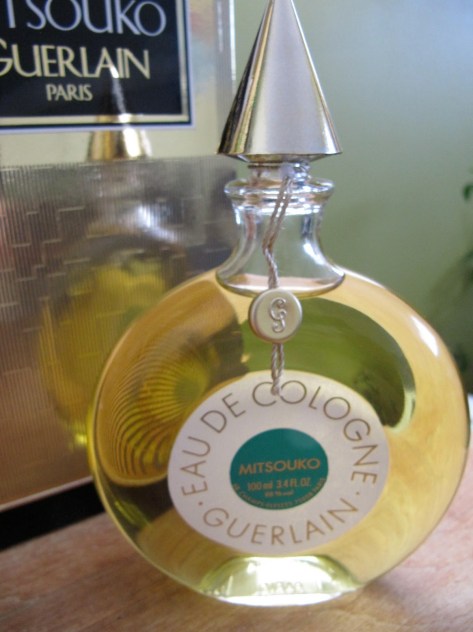 MITSOUKO
GUERLAIN
PARIS
G
· EAU DE COLOGNE ·
MITSOUKO
100 ml 3.4 FL.OZ
GUERLAIN